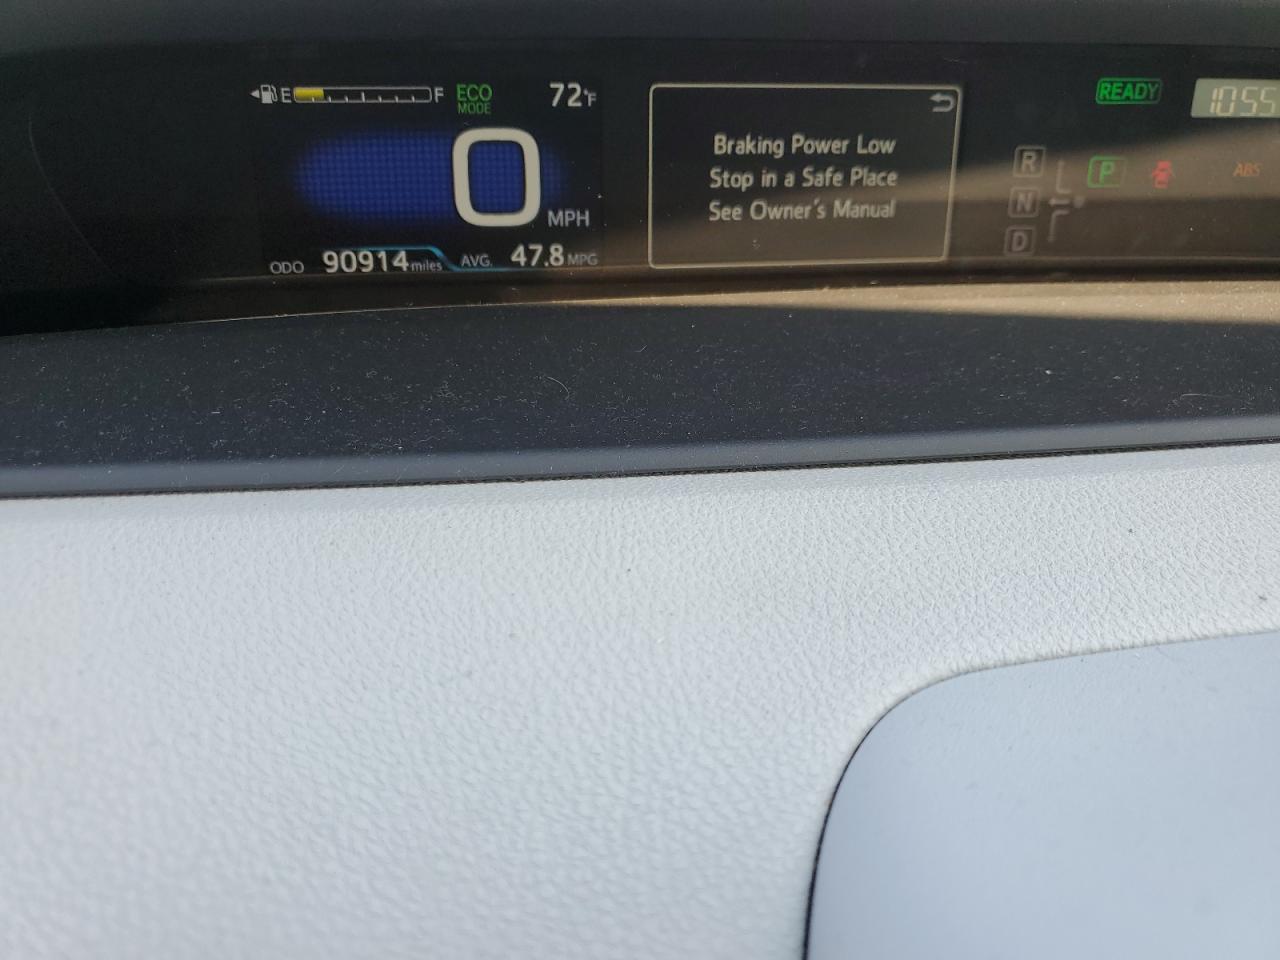 E F ECO MODE 72°F
0 MPH
ODO 90914 miles AVG. 47.8 MPG
Braking Power Low
Stop in a Safe Place
See Owner's Manual
READY 1055
R P ABS
N
D